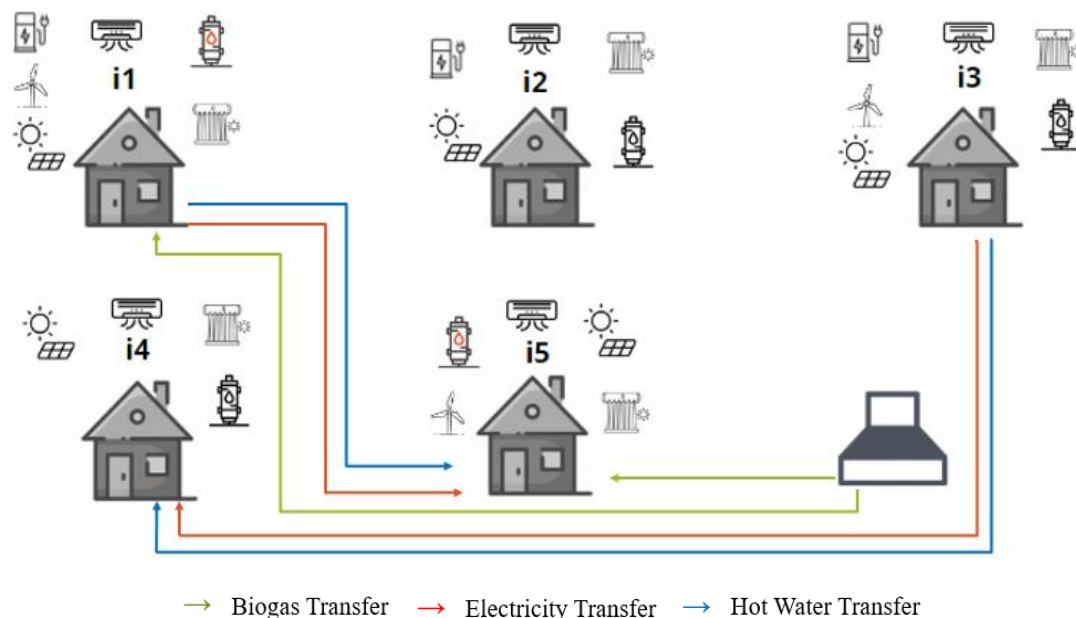 i1
i2
i3
i4
i5
Biogas Transfer
Electricity Transfer
Hot Water Transfer